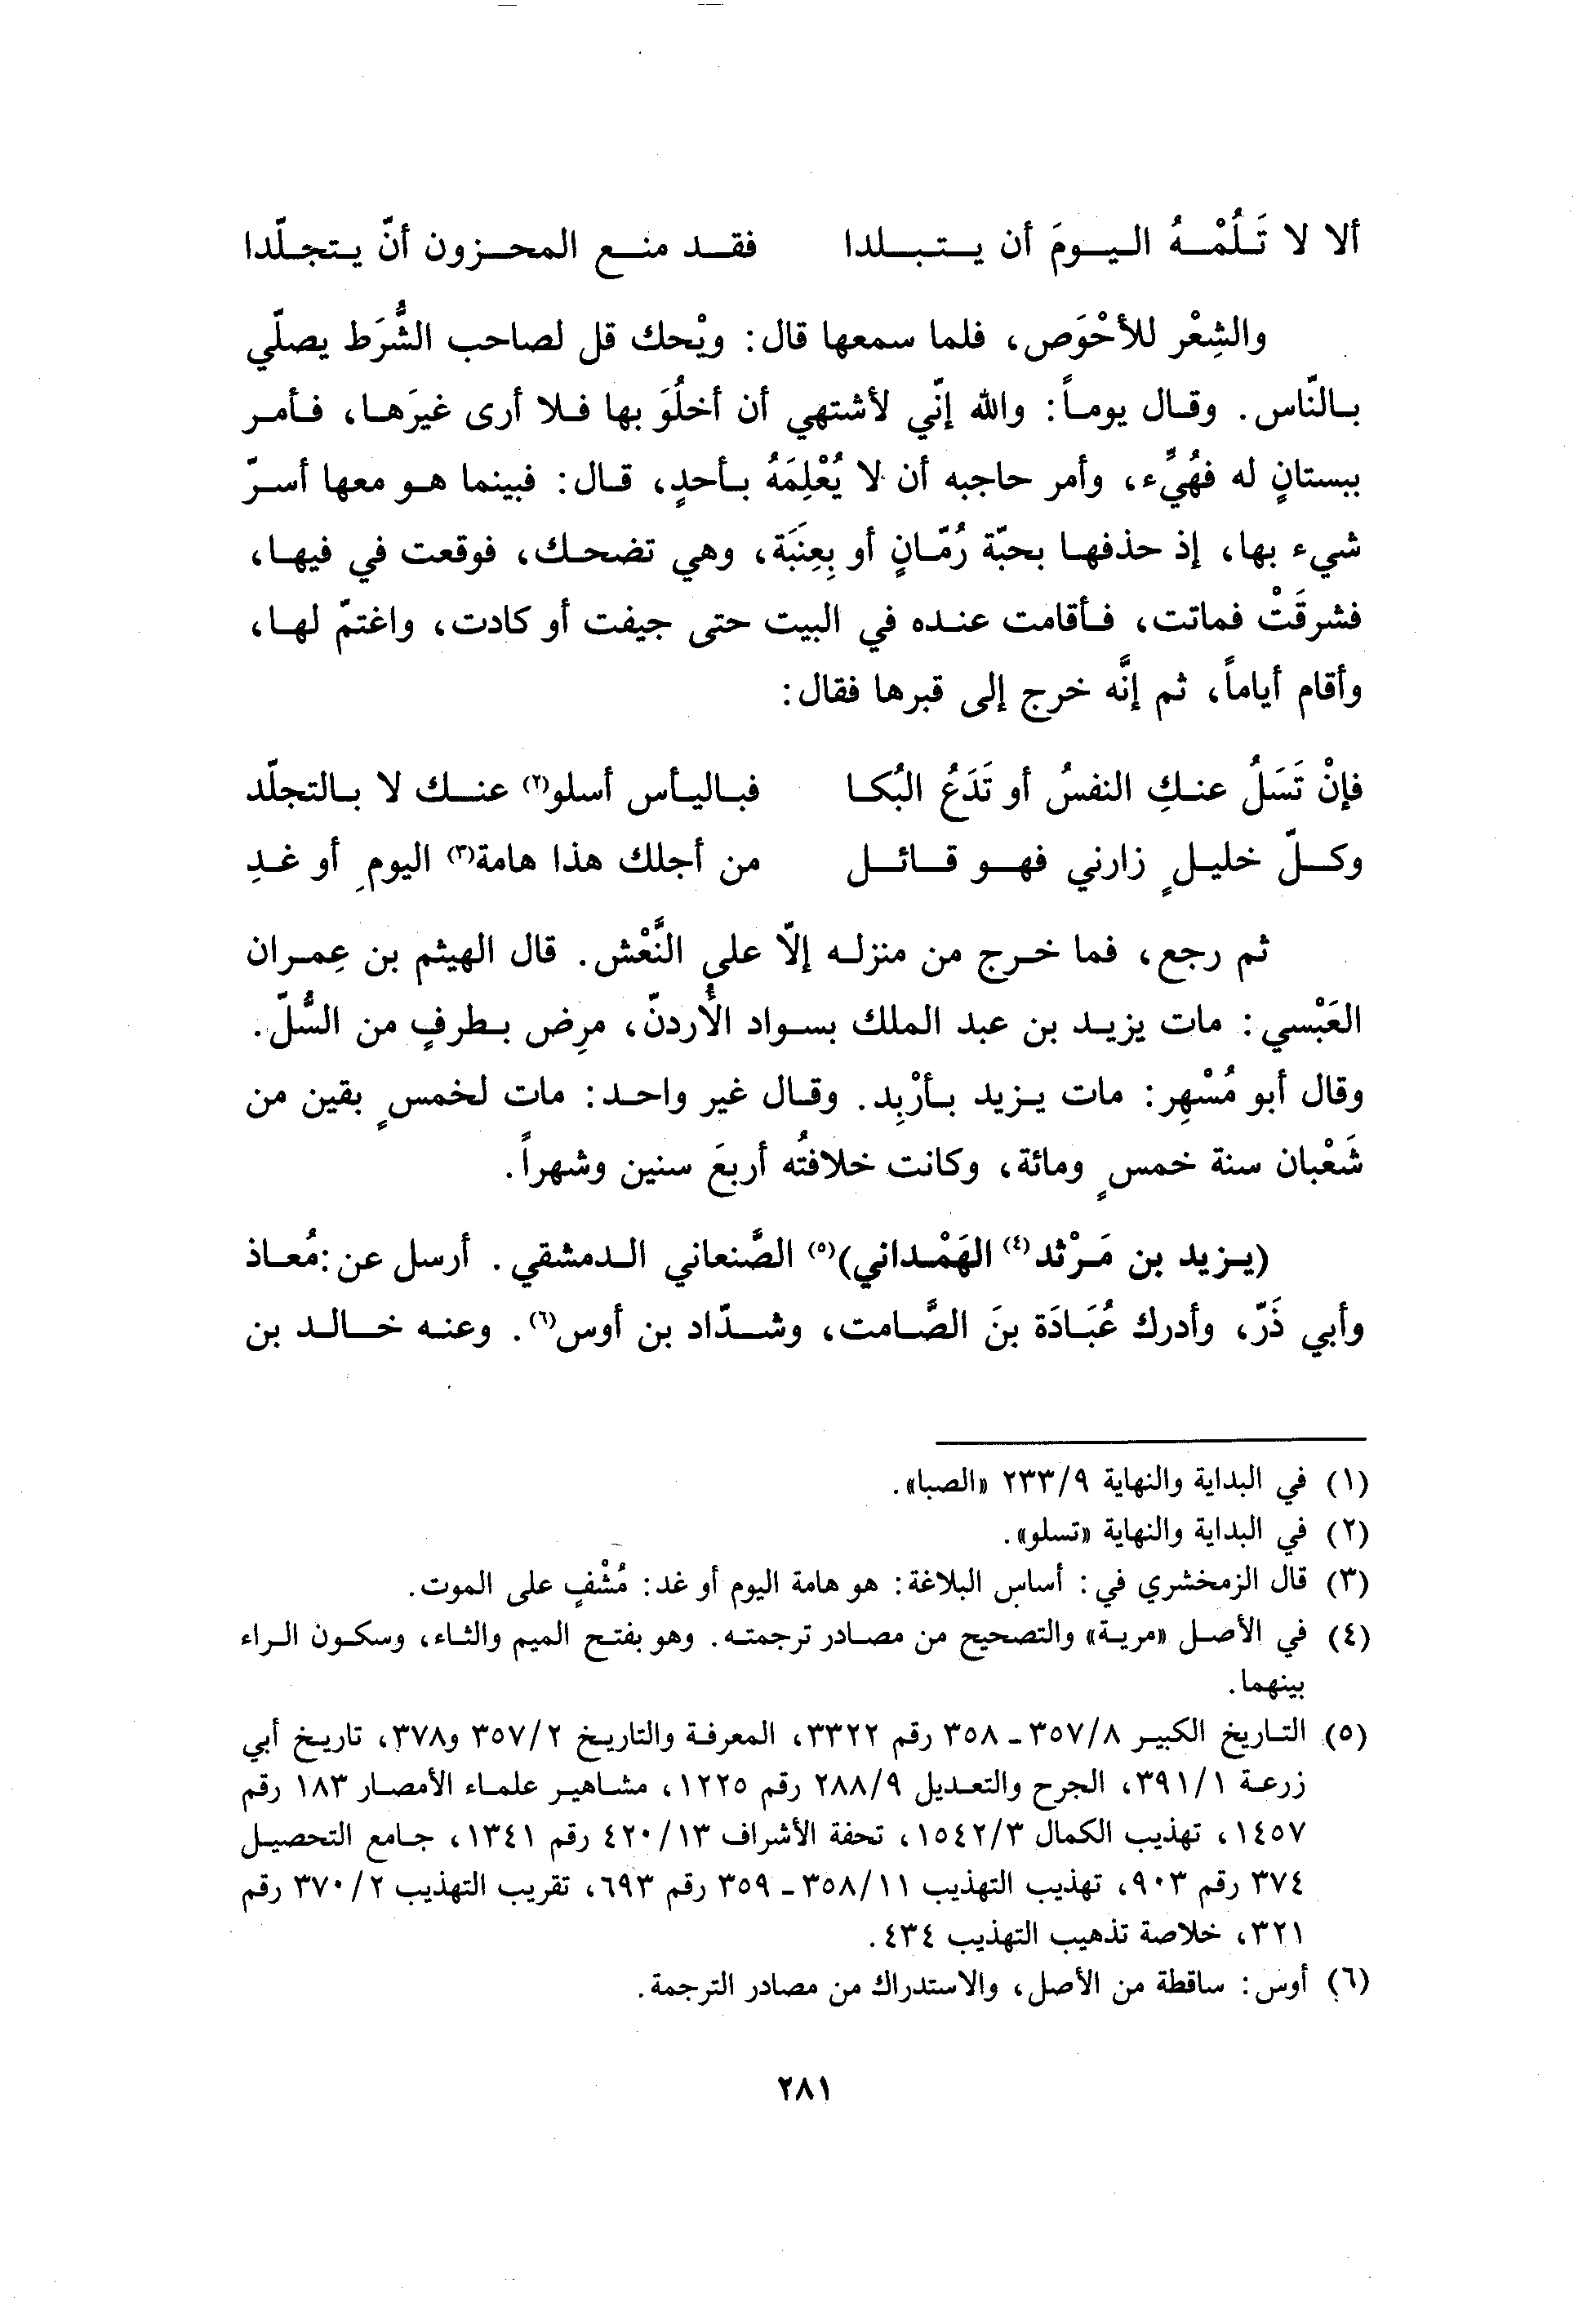 ألا لا تَلُمْهُ اليومَ أن يتبلدا فقد منع المحزون أنّ يتجلّدا
والشِعْر للأحْوَص، فلما سمعها قال: ويْحك قل لصاحب الشُّرَط يصلّي
بالنّاس. وقال يوماً: والله إنّي لأشتهي أن أخلُوَ بها فلا أرى غيرَها، فأمر
ببستانٍ له فهُيِّء، وأمر حاجبه أن لا يُعْلِمَهُ بأحدٍ، قال: فبينما هو معها أسرّ
شيء بها، إذ حذفها بحبّة رُمّانٍ أو بِعِنَبَة، وهي تضحك، فوقعت في فيها،
فشرقَتْ فماتت، فأقامت عنده في البيت حتى جيفت أو كادت، واغتمّ لها،
وأقام أياماً، ثم إنَّه خرج إلى قبرها فقال:
فإنْ تَسَلُ عنكِ النفسُ أو تَدَعُ البُكا فباليأس أسلو(٢) عنك لا بالتجلّد
وكلّ خليلٍ زارني فهو قائل من أجلك هذا هامة(٣) اليومِ أو غدِ
ثم رجع، فما خرج من منزله إلّا على النَّعْش. قال الهيثم بن عِمران
العَبْسي: مات يزيد بن عبد الملك بسواد الأُردنّ، مرِض بطرفٍ من السُّلّ.
وقال أبو مُسْهِر: مات يزيد بأرْبِد. وقال غير واحد: مات لخمسٍ بقين من
شَعْبان سنة خمسٍ ومائة، وكانت خلافتُه أربعَ سنين وشهراً.
(يزيد بن مَرْثد(٤) الهَمْداني)(٥) الصَّنعاني الدمشقي. أرسل عن: مُعاذ
وأبي ذَرّ، وأدرك عُبَادَة بنَ الصَّامت، وشدّاد بن أوس(٦). وعنه خالد بن
(١) في البداية والنهاية ٢٣٣/٩ «الصبا».
(٢) في البداية والنهاية «تسلو».
(٣) قال الزمخشري في: أساس البلاغة: هو هامة اليوم أو غد: مُشْفٍ على الموت.
(٤) في الأصل «مرية» والتصحيح من مصادر ترجمته. وهو بفتح الميم والثاء، وسكون الراء
بينهما.
(٥) التاريخ الكبير ٣٥٧/٨ - ٣٥٨ رقم ٣٣٢٢، المعرفة والتاريخ ٣٥٧/٢ و٣٧٨، تاريخ أبي
زرعة ٣٩١/١، الجرح والتعديل ٢٨٨/٩ رقم ١٢٢٥، مشاهير علماء الأمصار ١٨٣ رقم
١٤٥٧، تهذيب الكمال ١٥٤٢/٣، تحفة الأشراف ٤٢٠/١٣ رقم ١٣٤١، جامع التحصيل
٣٧٤ رقم ٩٠٣، تهذيب التهذيب ٣٥٨/١١ - ٣٥٩ رقم ٦٩٣، تقريب التهذيب ٣٧٠/٢ رقم
٣٢١، خلاصة تذهيب التهذيب ٤٣٤.
(٦) أوس: ساقطة من الأصل، والاستدراك من مصادر الترجمة.
٢٨١